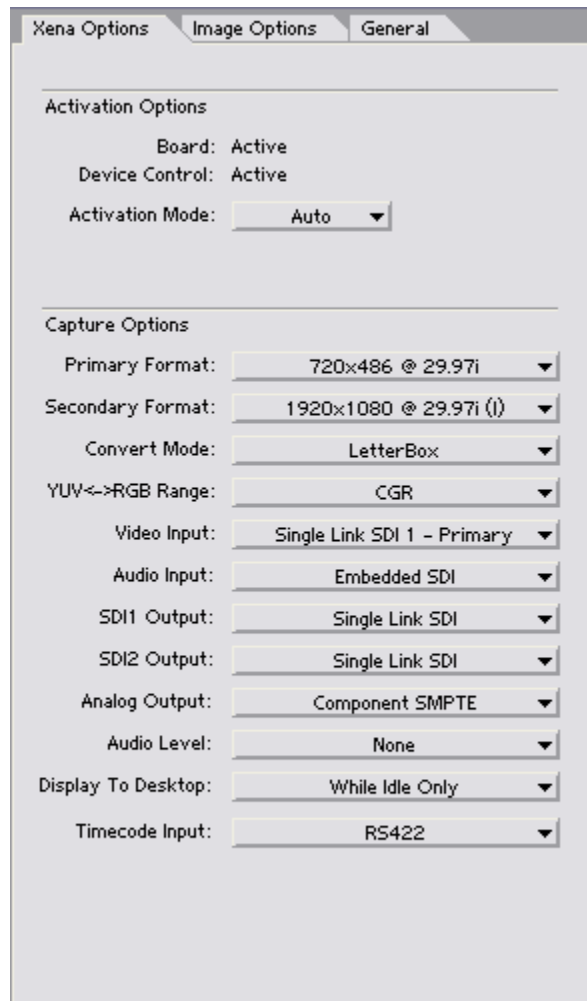 Xena Options Image Options General
Activation Options
Board: Active
Device Control: Active
Activation Mode: Auto
Capture Options
Primary Format: 720x486 @ 29.97i
Secondary Format: 1920x1080 @ 29.97i (I)
Convert Mode: LetterBox
YUV<->RGB Range: CGR
Video Input: Single Link SDI 1 - Primary
Audio Input: Embedded SDI
SDI1 Output: Single Link SDI
SDI2 Output: Single Link SDI
Analog Output: Component SMPTE
Audio Level: None
Display To Desktop: While Idle Only
Timecode Input: RS422